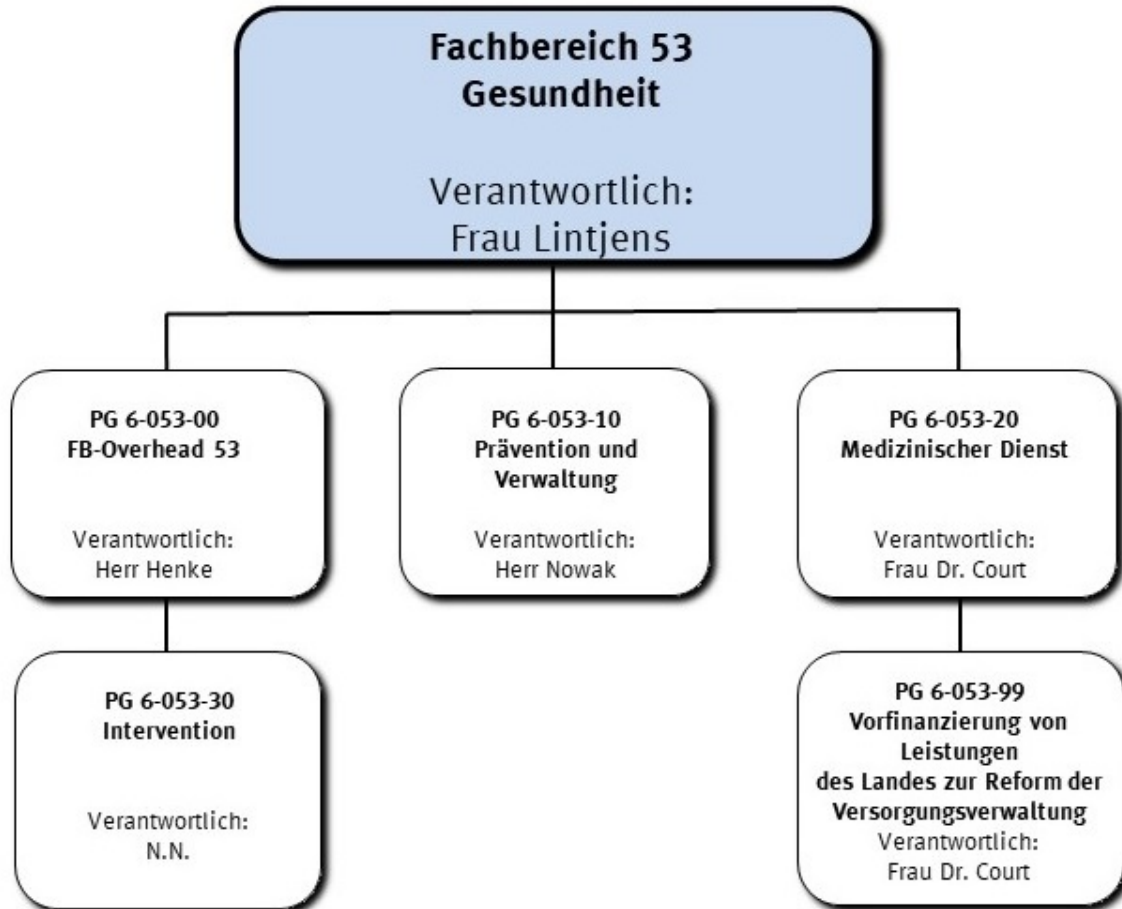 Fachbereich 53
Gesundheit
Verantwortlich:
Frau Lintjens
PG 6-053-00
FB-Overhead 53
Verantwortlich:
Herr Henke
PG 6-053-10
Prävention und
Verwaltung
Verantwortlich:
Herr Nowak
PG 6-053-20
Medizinischer Dienst
Verantwortlich:
Frau Dr. Court
PG 6-053-30
Intervention
Verantwortlich:
N.N.
PG 6-053-99
Vorfinanzierung von
Leistungen
des Landes zur Reform der
Versorgungsverwaltung
Verantwortlich:
Frau Dr. Court